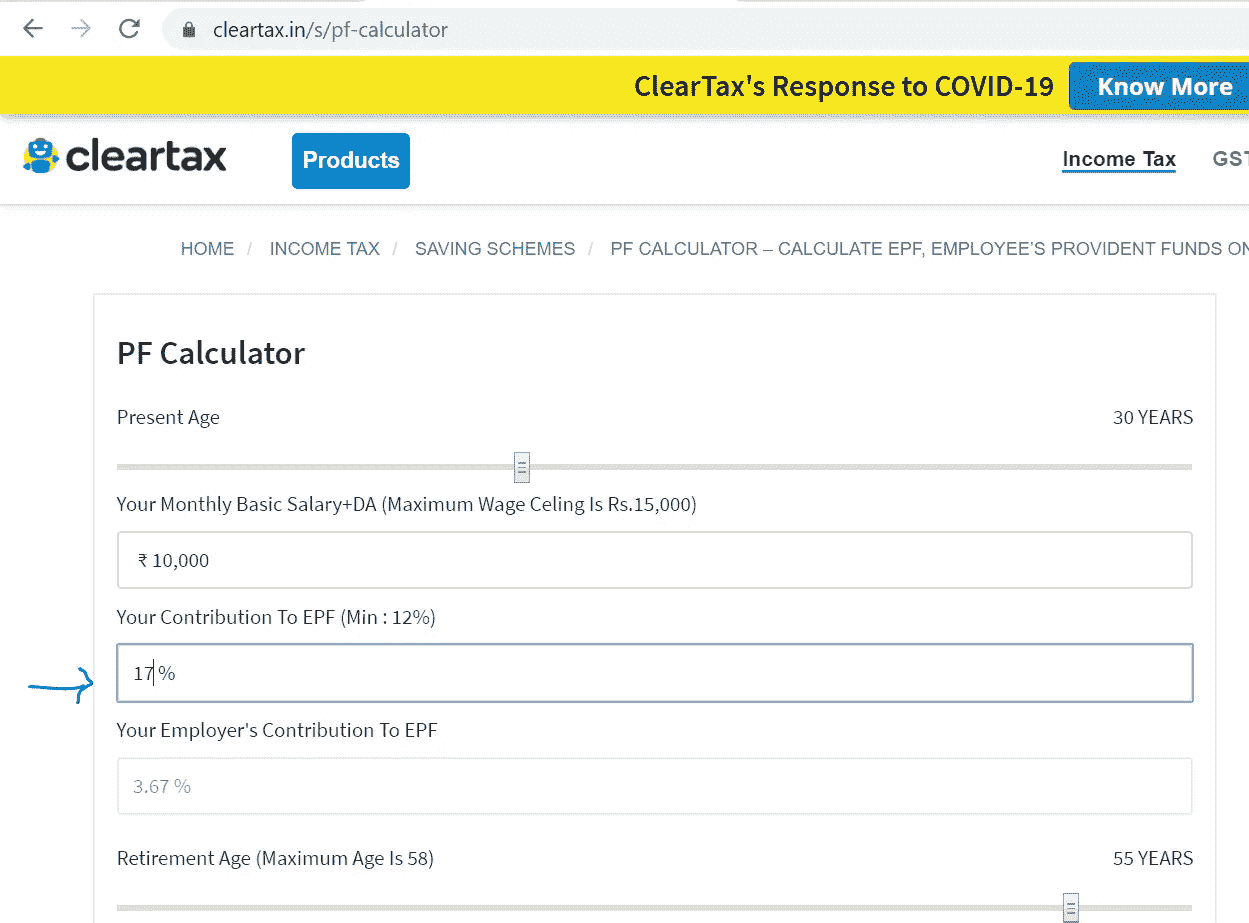 cleartax.in/s/pf-calculator
ClearTax's Response to COVID-19 Know More
cleartax Products Income Tax GST
HOME / INCOME TAX / SAVING SCHEMES / PF CALCULATOR – CALCULATE EPF, EMPLOYEE'S PROVIDENT FUNDS ON
PF Calculator
Present Age 30 YEARS
Your Monthly Basic Salary+DA (Maximum Wage Celing Is Rs.15,000)
₹ 10,000
Your Contribution To EPF (Min : 12%)
17 %
Your Employer's Contribution To EPF
3.67 %
Retirement Age (Maximum Age Is 58) 55 YEARS